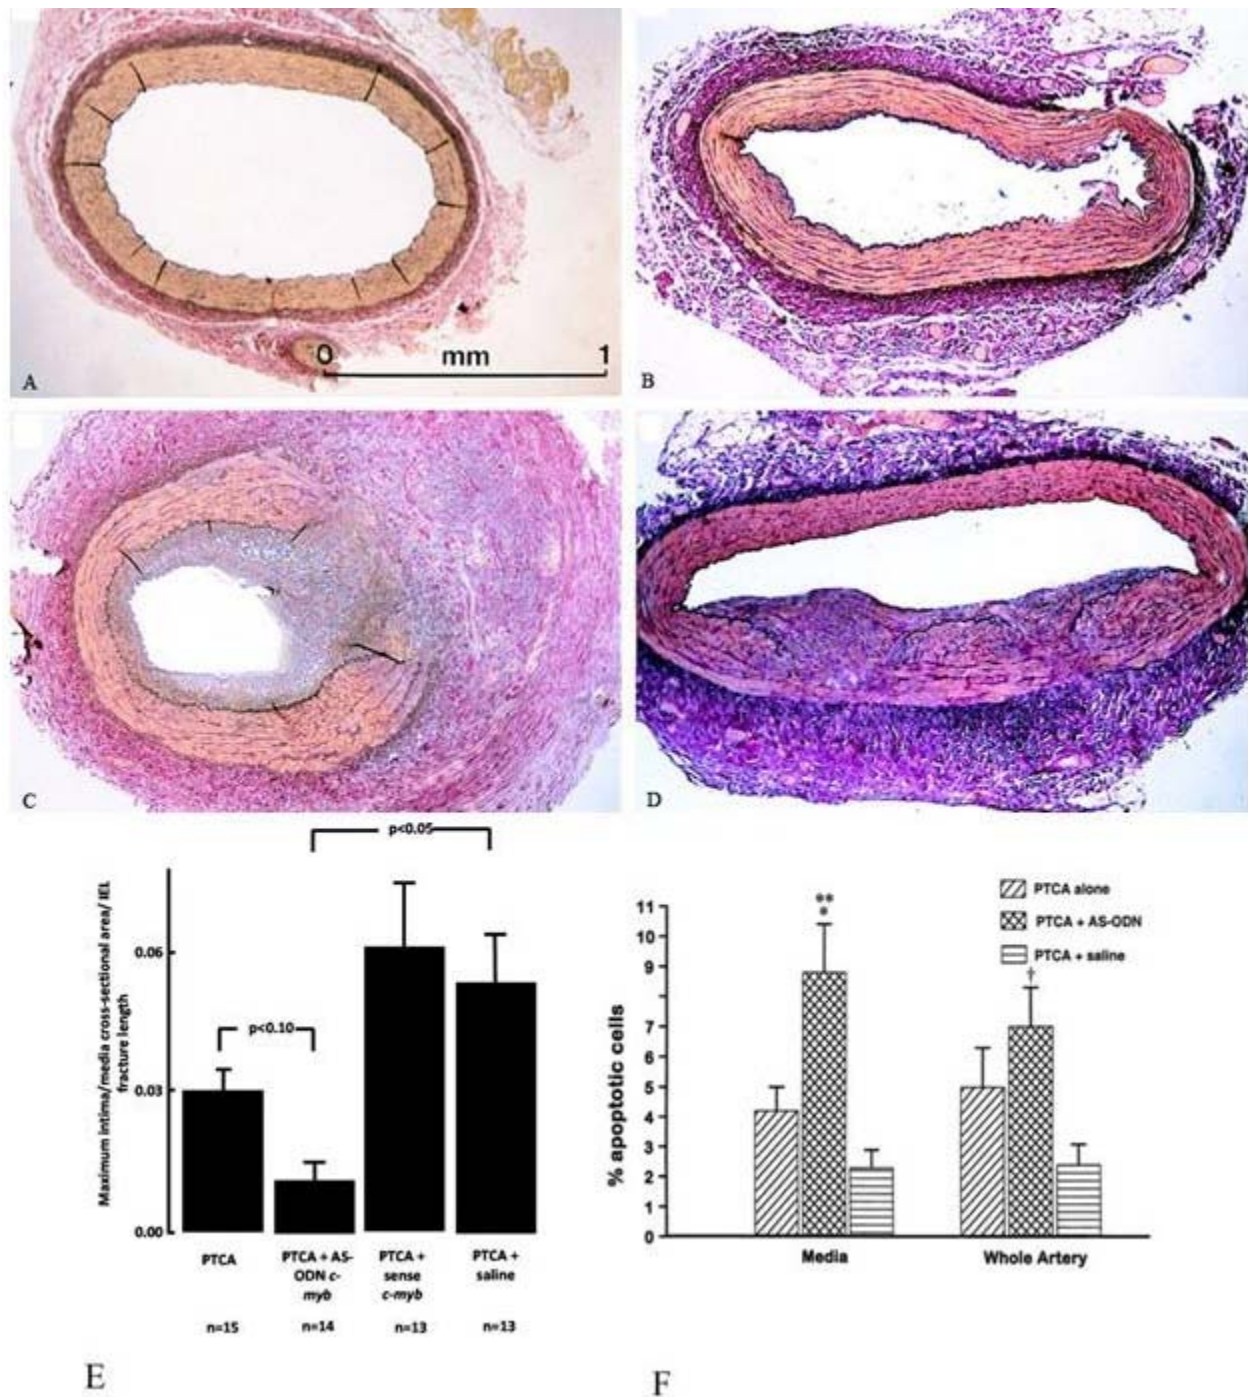 A
0 mm 1
B
C
D
p<0.05
p<0.10
Maximum intima/media cross-sectional area/ IEL
fracture length
0.06
0.03
0.00
PTCA
PTCA + AS-
ODN c-
myb
PTCA +
sense
c-myb
PTCA +
saline
n=15
n=14
n=13
n=13
E
PTCA alone
PTCA + AS-ODN
PTCA + saline
**
*
†
% apoptotic cells
11
10
9
8
7
6
5
4
3
2
1
0
Media
Whole Artery
F